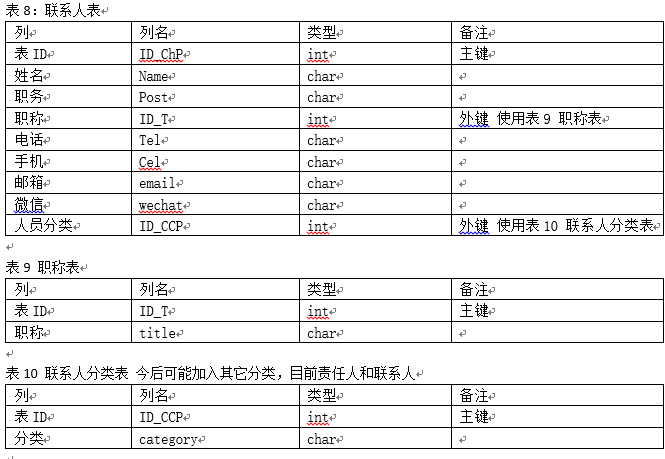 表 8：联系人表
列 列名 类型 备注
表 ID ID_ChP int 主键
姓名 Name char
职务 Post char
职称 ID_T int 外键 使用表 9 职称表
电话 Tel char
手机 Cel char
邮箱 email char
微信 wechat char
人员分类 ID_CCP int 外键 使用表 10 联系人分类表
表 9 职称表
列 列名 类型 备注
表 ID ID_T int 主键
职称 title char
表 10 联系人分类表 今后可能加入其它分类，目前责任人和联系人
列 列名 类型 备注
表 ID ID_CCP int 主键
分类 category char